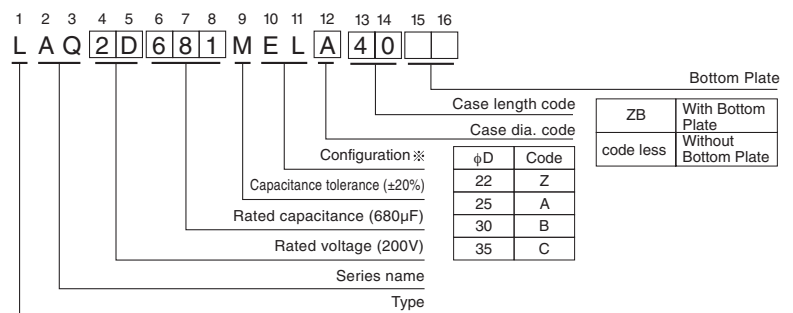 1 2 3 4 5 6 7 8 9 10 11 12 13 14 15 16
L A Q 2 D 6 8 1 M E L A 4 0
Bottom Plate
Case length code
Case dia. code
Configuration ※
Capacitance tolerance (±20%)
Rated capacitance (680µF)
Rated voltage (200V)
Series name
Type
φD Code
22 Z
25 A
30 B
35 C
ZB With Bottom
Plate
code less Without
Bottom Plate